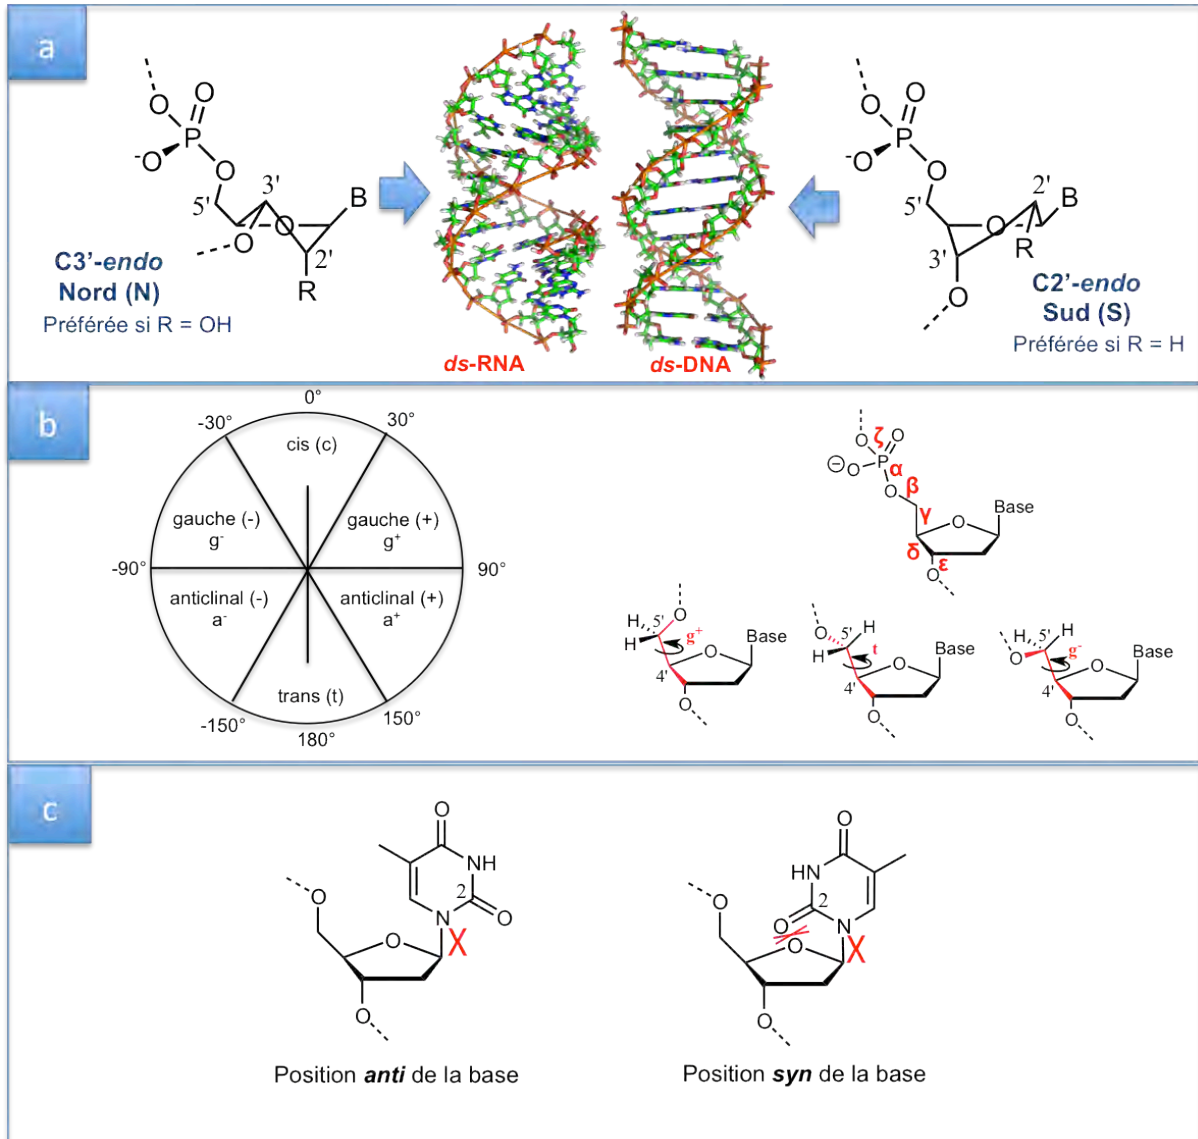 a
O
O
P
-O
O
3'
5'
O
B
O
2'
R
C3'-endo
Nord (N)
Préférée si R = OH
ds-RNA
ds-DNA
O
O
P
-O
O
5'
2'
B
O
3'
R
O
C2'-endo
Sud (S)
Préférée si R = H
b
0°
-30°
30°
cis (c)
gauche (-)
g-
gauche (+)
g+
-90°
90°
anticlinal (-)
a-
anticlinal (+)
a+
trans (t)
-150°
150°
180°
O
ζ
O
P
⊖O
α
O
β
γ
Base
O
δ
ε
O
O
H
5'
H
g+
Base
O
4'
O
O
5'
H
H
t
Base
O
4'
O
H
5'
H
O
g-
Base
O
4'
O
c
O
NH
2
O
N
O
O
X
O
Position anti de la base
O
HN
2
O
N
O
O
X
O
Position syn de la base